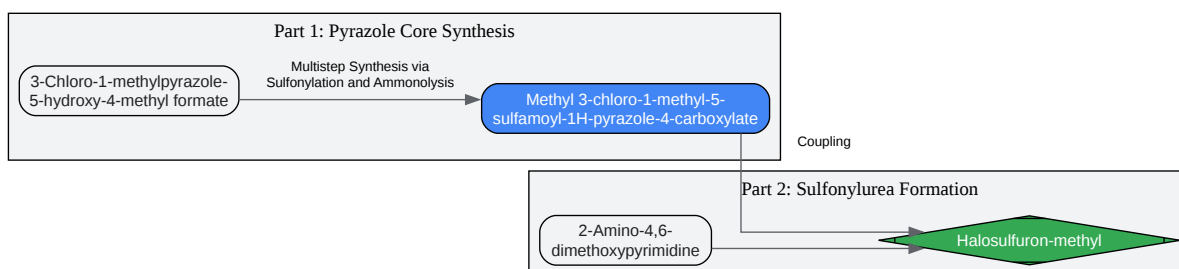 Part 1: Pyrazole Core Synthesis
3-Chloro-1-methylpyrazole-
5-hydroxy-4-methyl formate
Multistep Synthesis via
Sulfonylation and Ammonolysis
Methyl 3-chloro-1-methyl-5-
sulfamoyl-1H-pyrazole-4-carboxylate
Coupling
Part 2: Sulfonylurea Formation
2-Amino-4,6-
dimethoxypyrimidine
Halosulfuron-methyl